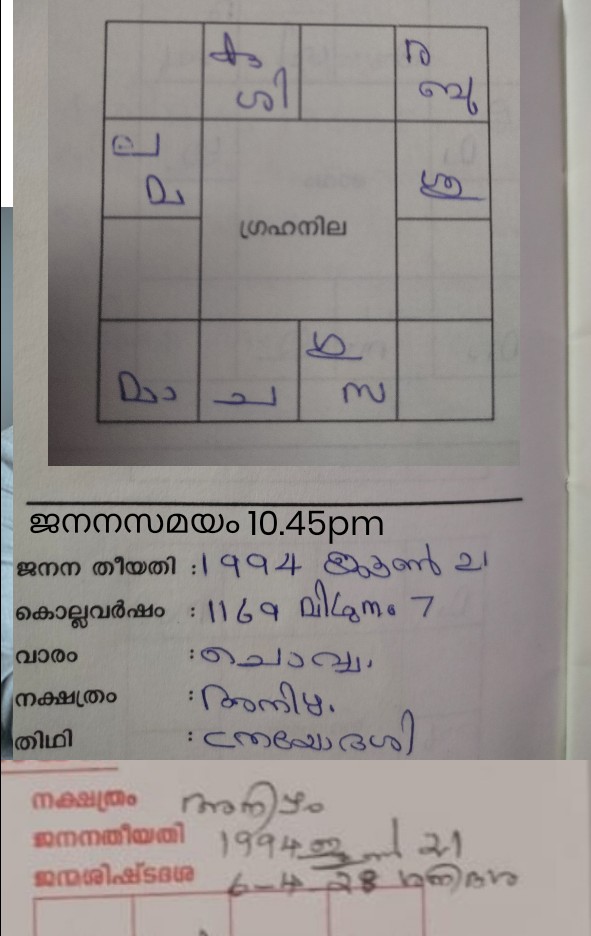 കു ര
ശി ബു
ല
മ ശു
ഗ്രഹനില
ഗു
മാ ച സ
ജനനസമയം 10.45pm
ജനന തീയതി : 1994 ജൂൺ 21
കൊല്ലവർഷം : 1169 മിഥുനം 7
വാരം : ചൊവ്വ.
നക്ഷത്രം : അനിഴം.
തിഥി : ത്രയോദശി
നക്ഷത്രം അനിഴം
ജനനതീയതി 1994 ജൂൺ 21
ജന്മശിഷ്ടദശ 6-4-28 ശനിദശ